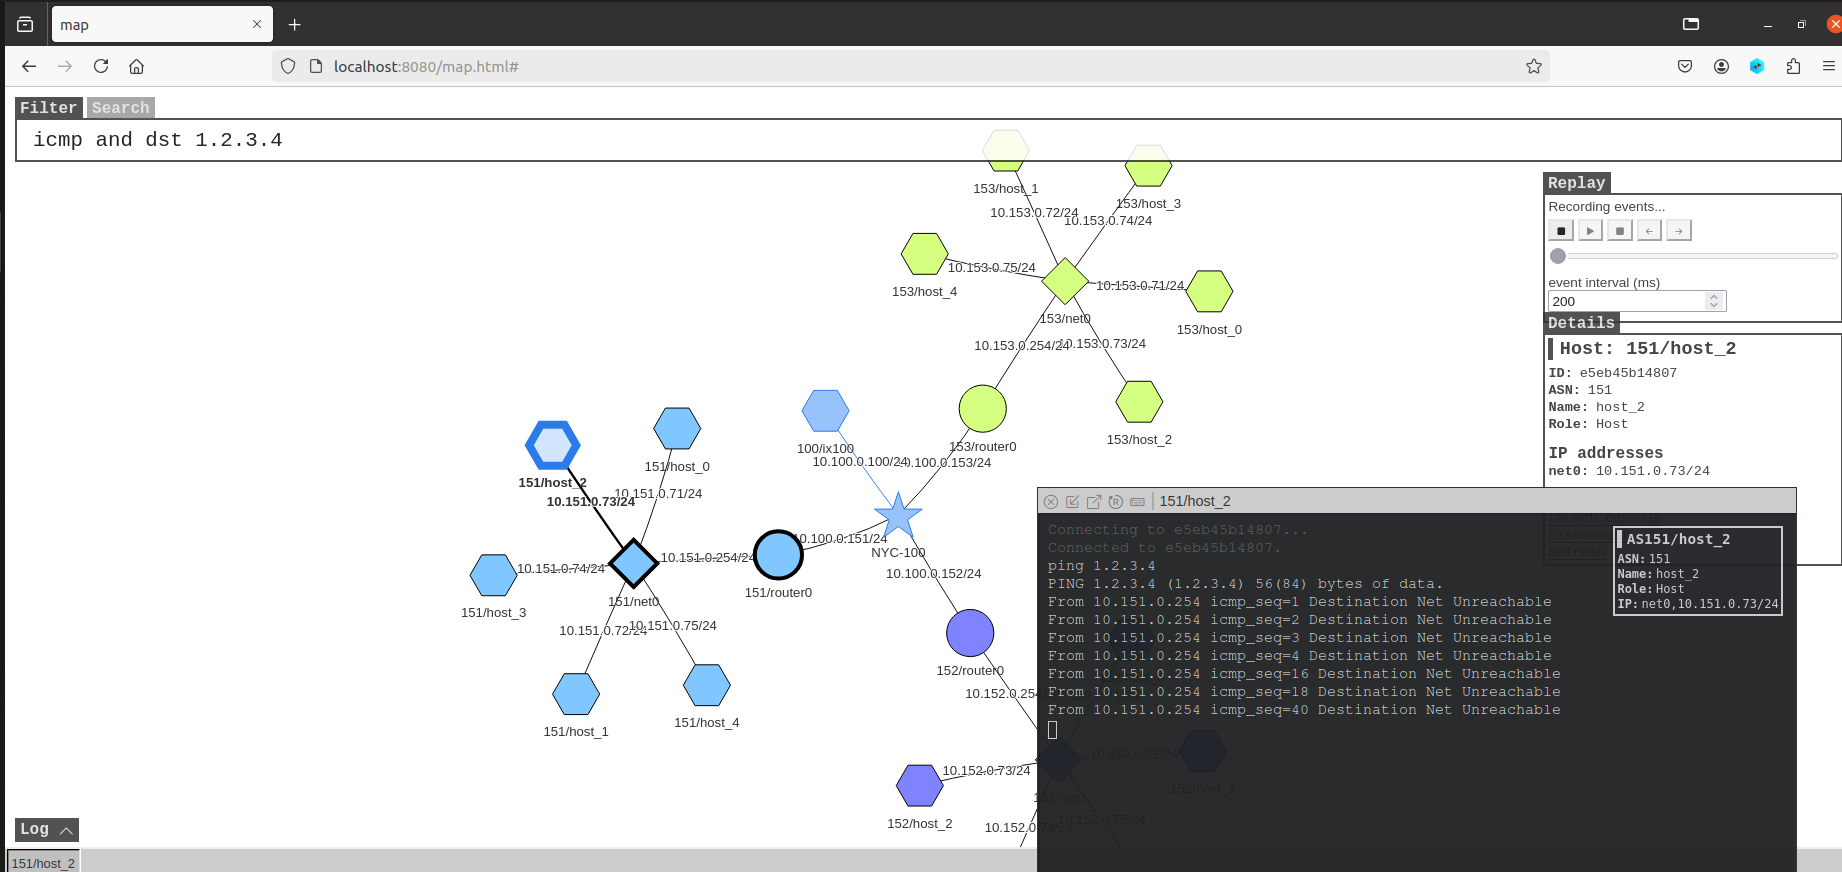 map
localhost:8080/map.html#
Filter Search
icmp and dst 1.2.3.4
153/host_1
153/host_3
10.153.0.72/24
10.153.0.74/24
10.153.0.75/24
153/host_4
10.153.0.71/24
153/net0
153/host_0
10.153.0.254/24
10.153.0.73/24
153/host_2
153/router0
100/ix100
10.100.0.100/24
10.100.0.153/24
151/host_0
151/host_2
10.151.0.71/24
10.151.0.73/24
NYC-100
10.100.0.151/24
10.151.0.254/24
10.151.0.74/24
151/router0
151/net0
151/host_3
10.100.0.152/24
10.151.0.72/24
10.151.0.75/24
152/router0
151/host_1
151/host_4
10.152.0.254
10.152.0.73/24
152/host_2
10.152.0.74/24
152/net0
152/host_1
10.152.0.75/24
Replay
Recording events...
event interval (ms)
200
Details
Host: 151/host_2
ID: e5eb45b14807
ASN: 151
Name: host_2
Role: Host
IP addresses
net0: 10.151.0.73/24
Launch console
Disconne
Refresh
151/host_2
Connecting to e5eb45b14807...
Connected to e5eb45b14807.
ping 1.2.3.4
PING 1.2.3.4 (1.2.3.4) 56(84) bytes of data.
From 10.151.0.254 icmp_seq=1 Destination Net Unreachable
From 10.151.0.254 icmp_seq=2 Destination Net Unreachable
From 10.151.0.254 icmp_seq=3 Destination Net Unreachable
From 10.151.0.254 icmp_seq=4 Destination Net Unreachable
From 10.151.0.254 icmp_seq=16 Destination Net Unreachable
From 10.151.0.254 icmp_seq=18 Destination Net Unreachable
From 10.151.0.254 icmp_seq=40 Destination Net Unreachable
AS151/host_2
ASN: 151
Name: host_2
Role: Host
IP: net0,10.151.0.73/24
Log
151/host_2